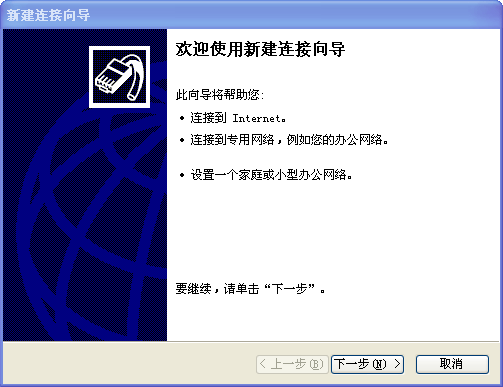 新建连接向导
欢迎使用新建连接向导
此向导将帮助您:
• 连接到 Internet。
• 连接到专用网络，例如您的办公网络。
• 设置一个家庭或小型办公网络。
要继续，请单击“下一步”。
< 上一步(B) 下一步(N) > 取消